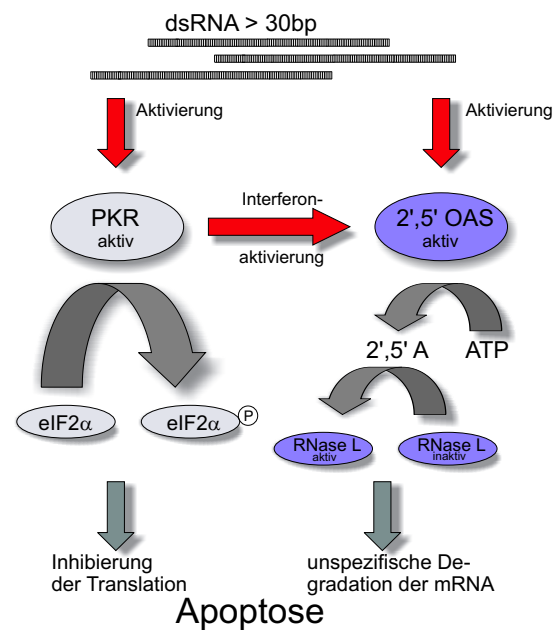 dsRNA > 30bp
Aktivierung
Aktivierung
PKR
aktiv
Interferon-
aktivierung
2',5' OAS
aktiv
2',5' A
ATP
eIF2α
eIF2α
P
RNase L
aktiv
RNase L
inaktiv
Inhibierung
der Translation
unspezifische De-
gradation der mRNA
Apoptose